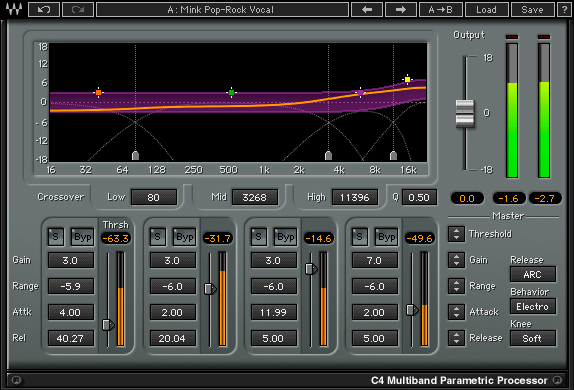 A: Mink Pop-Rock Vocal A→B Load Save ?
Output
18 18
12
6
0 0
-6
-12
-18 -18
16 32 64 128 250 500 1k 2k 4k 8k 16k
Crossover Low 80 Mid 3268 High 11396 Q 0.50
0.0 -1.6 -2.7
Master
Thrsh
S Byp -63.3 S Byp -31.7 S Byp -14.6 S Byp -49.6 Threshold
Gain 3.0 3.0 3.0 7.0 Gain Release
ARC
Range -5.9 -6.0 -6.0 -6.0 Range Behavior
Electro
Attk 4.00 2.00 11.99 2.00 Attack Knee
Rel 40.27 20.04 5.00 5.00 Release Soft
C4 Multiband Parametric Processor